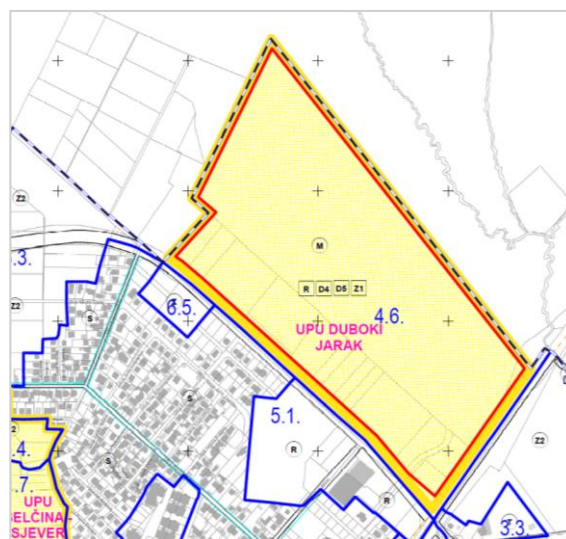 Z2
M
.3.
Z2
R D4 D5 Z1
6.5.
S
4.6.
UPU DUBOKI
JARAK
S
5.1.
R
Z2
.4.
.7.
S
R
UPU
SELČINA -
SJEVER
3.3.